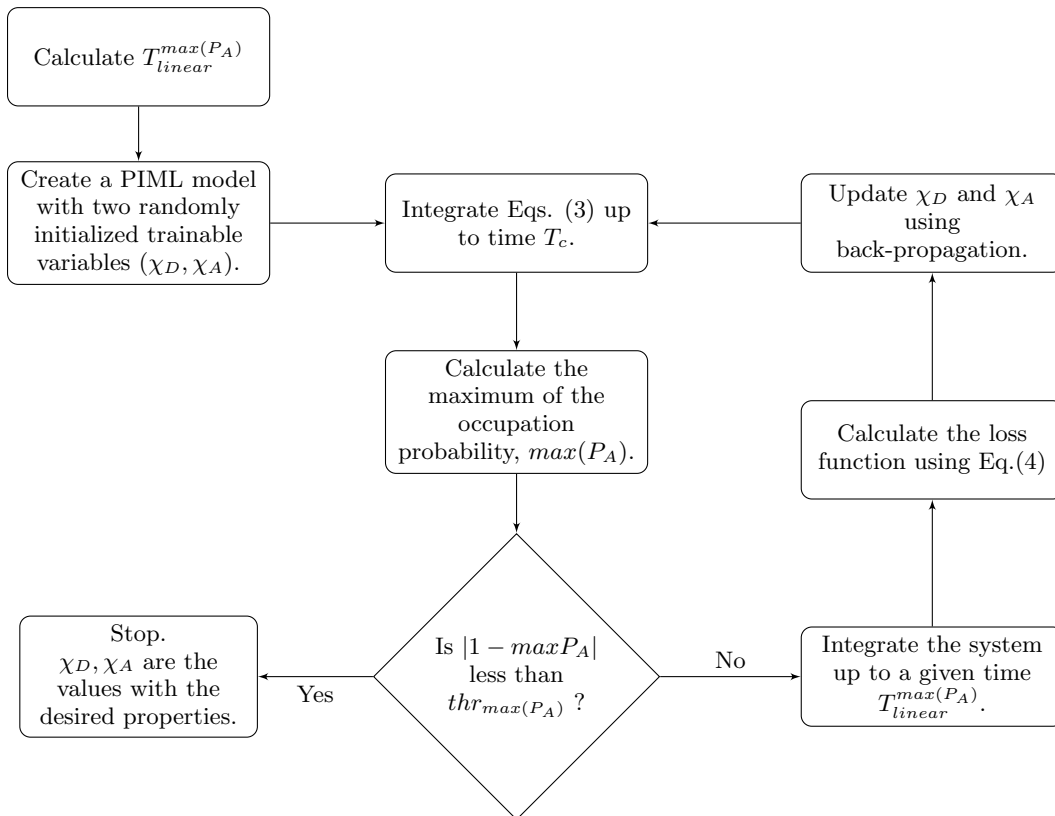 Calculate $T_{linear}^{max(P_A)}$
Create a PIML model
with two randomly
initialized trainable
variables $(\chi_D, \chi_A)$.
Integrate Eqs. (3) up
to time $T_c$.
Update $\chi_D$ and $\chi_A$
using
back-propagation.
Calculate the
maximum of the
occupation
probability, $max(P_A)$.
Calculate the loss
function using Eq.(4)
Stop.
$\chi_D, \chi_A$ are the
values with the
desired properties.
Yes
Is $|1 - maxP_A|$
less than
$thr_{max(P_A)}$ ?
No
Integrate the system
up to a given time
$T_{linear}^{max(P_A)}$.